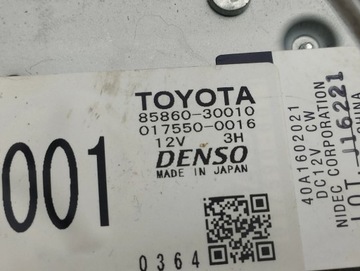 TOYOTA
85860-30010
017550-0016
12V 3H
DENSO
MADE IN JAPAN
0364
001
40A1602021
DC12V CW
NIDEC CORPORATION